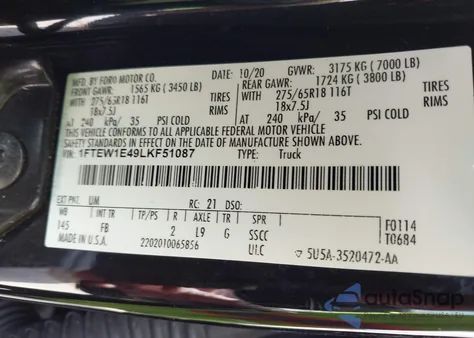 MFD. BY FORD MOTOR CO.
10/20 GVWR: 3175 KG ( 7000 LB)
FRONT GAWR: 1565 KG ( 3450 LB) REAR GAWR: 1724 KG ( 3800 LB)
275/65R18 116T TIRES 275/65R18 116T TIRES
18x7.5J RIMS 18x7.5J RIMS
AT 240 kPa/ 35 PSI COLD AT 240 kPa/ 35 PSI COLD
THIS VEHICLE CONFORMS TO ALL APPLICABLE FEDERAL MOTOR VEHICLE
SAFETY STANDARDS IN EFFECT ON THE DATE OF MANUFACTURE SHOWN ABOVE.
VIN: 1FTEW1E49LKF51087 TYPE: Truck
EXT PNT: UM RC: 21 DSO:
WB INT TR TP/PS R AXLE TR SPR
145 FB 2 L9 G SSCC
MADE IN U.S.A. 2202010065856 ULC
F0114
T0684
5U5A-3520472-AA
autoSnap